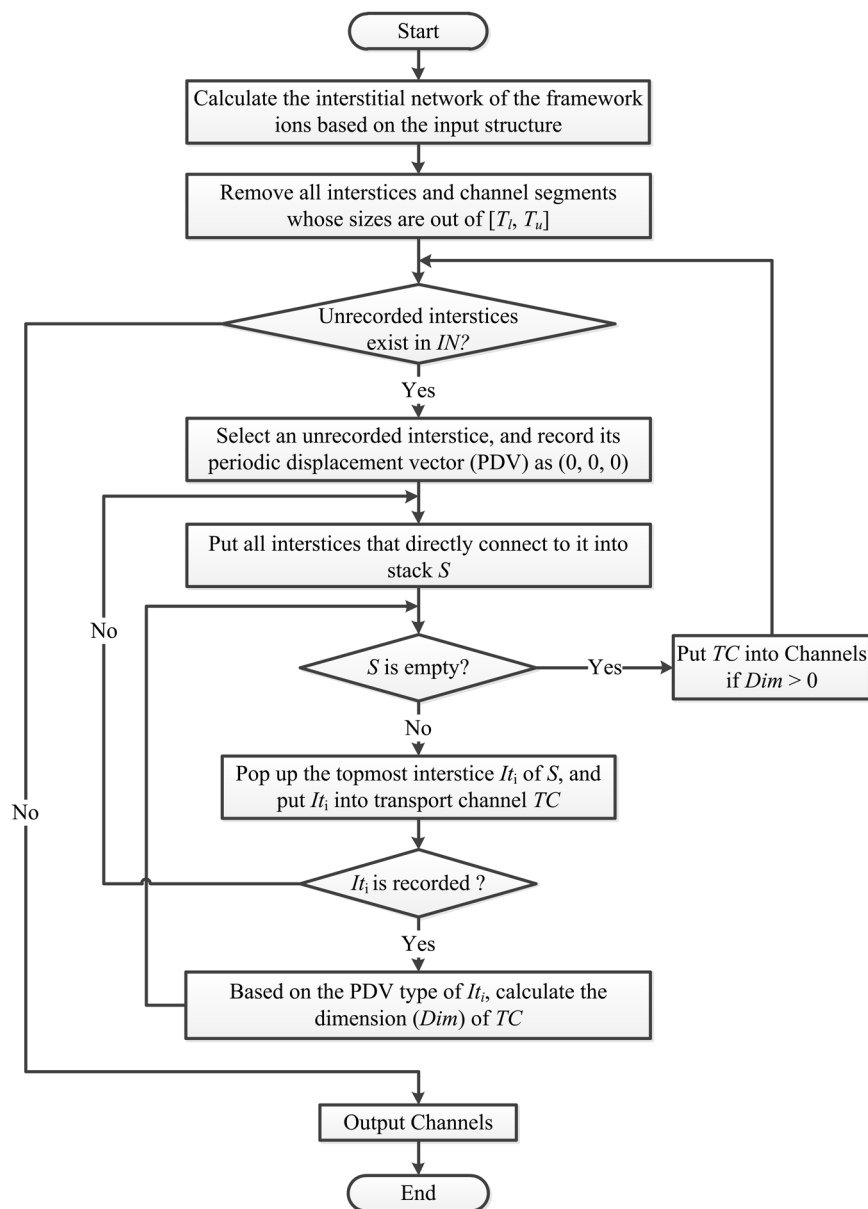 Start
Calculate the interstitial network of the framework
ions based on the input structure
Remove all interstices and channel segments
whose sizes are out of [Tl, Tu]
Unrecorded interstices
exist in IN?
Yes
Select an unrecorded interstice, and record its
periodic displacement vector (PDV) as (0, 0, 0)
Put all interstices that directly connect to it into
stack S
No
S is empty?
Yes
Put TC into Channels
if Dim > 0
No
Pop up the topmost interstice Iti of S, and
put Iti into transport channel TC
No
Iti is recorded ?
Yes
Based on the PDV type of Iti, calculate the
dimension (Dim) of TC
Output Channels
End